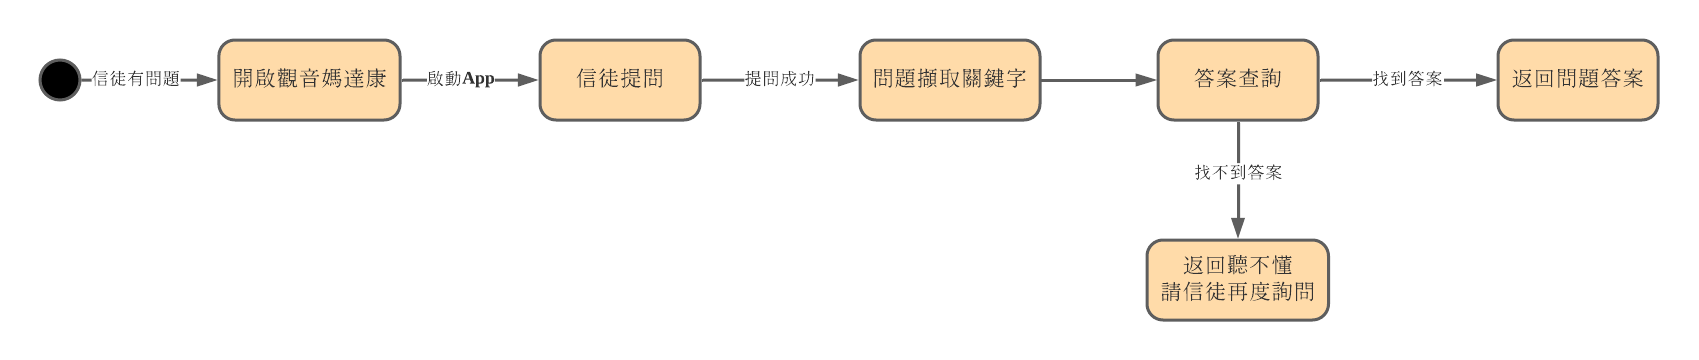 信徒有問題
開啟觀音媽達康
啟動App
信徒提問
提問成功
問題擷取關鍵字
答案查詢
找到答案
返回問題答案
找不到答案
返回聽不懂
請信徒再度詢問